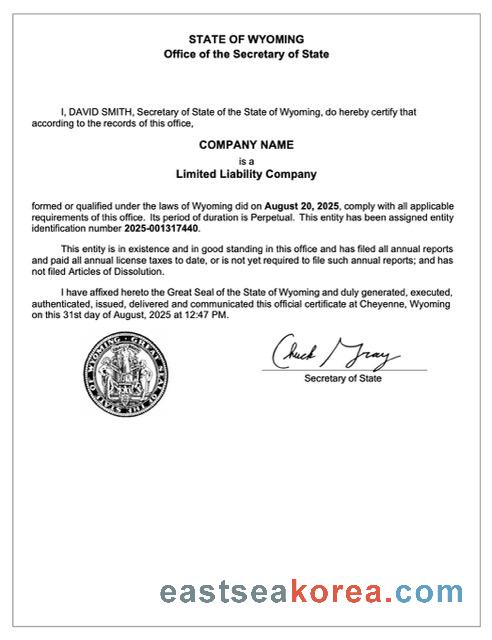 STATE OF WYOMING
Office of the Secretary of State
I, DAVID SMITH, Secretary of State of the State of Wyoming, do hereby certify that
according to the records of this office,
COMPANY NAME
is a
Limited Liability Company
formed or qualified under the laws of Wyoming did on August 20, 2025, comply with all applicable
requirements of this office. Its period of duration is Perpetual. This entity has been assigned entity
identification number 2025-001317440.
This entity is in existence and in good standing in this office and has filed all annual reports
and paid all annual license taxes to date, or is not yet required to file such annual reports; and has
not filed Articles of Dissolution.
I have affixed hereto the Great Seal of the State of Wyoming and duly generated, executed,
authenticated, issued, delivered and communicated this official certificate at Cheyenne, Wyoming
on this 31st day of August, 2025 at 12:47 PM.
GREAT SEAL OF THE STATE OF WYOMING
Chuck Gray
Secretary of State
eastseakorea.com